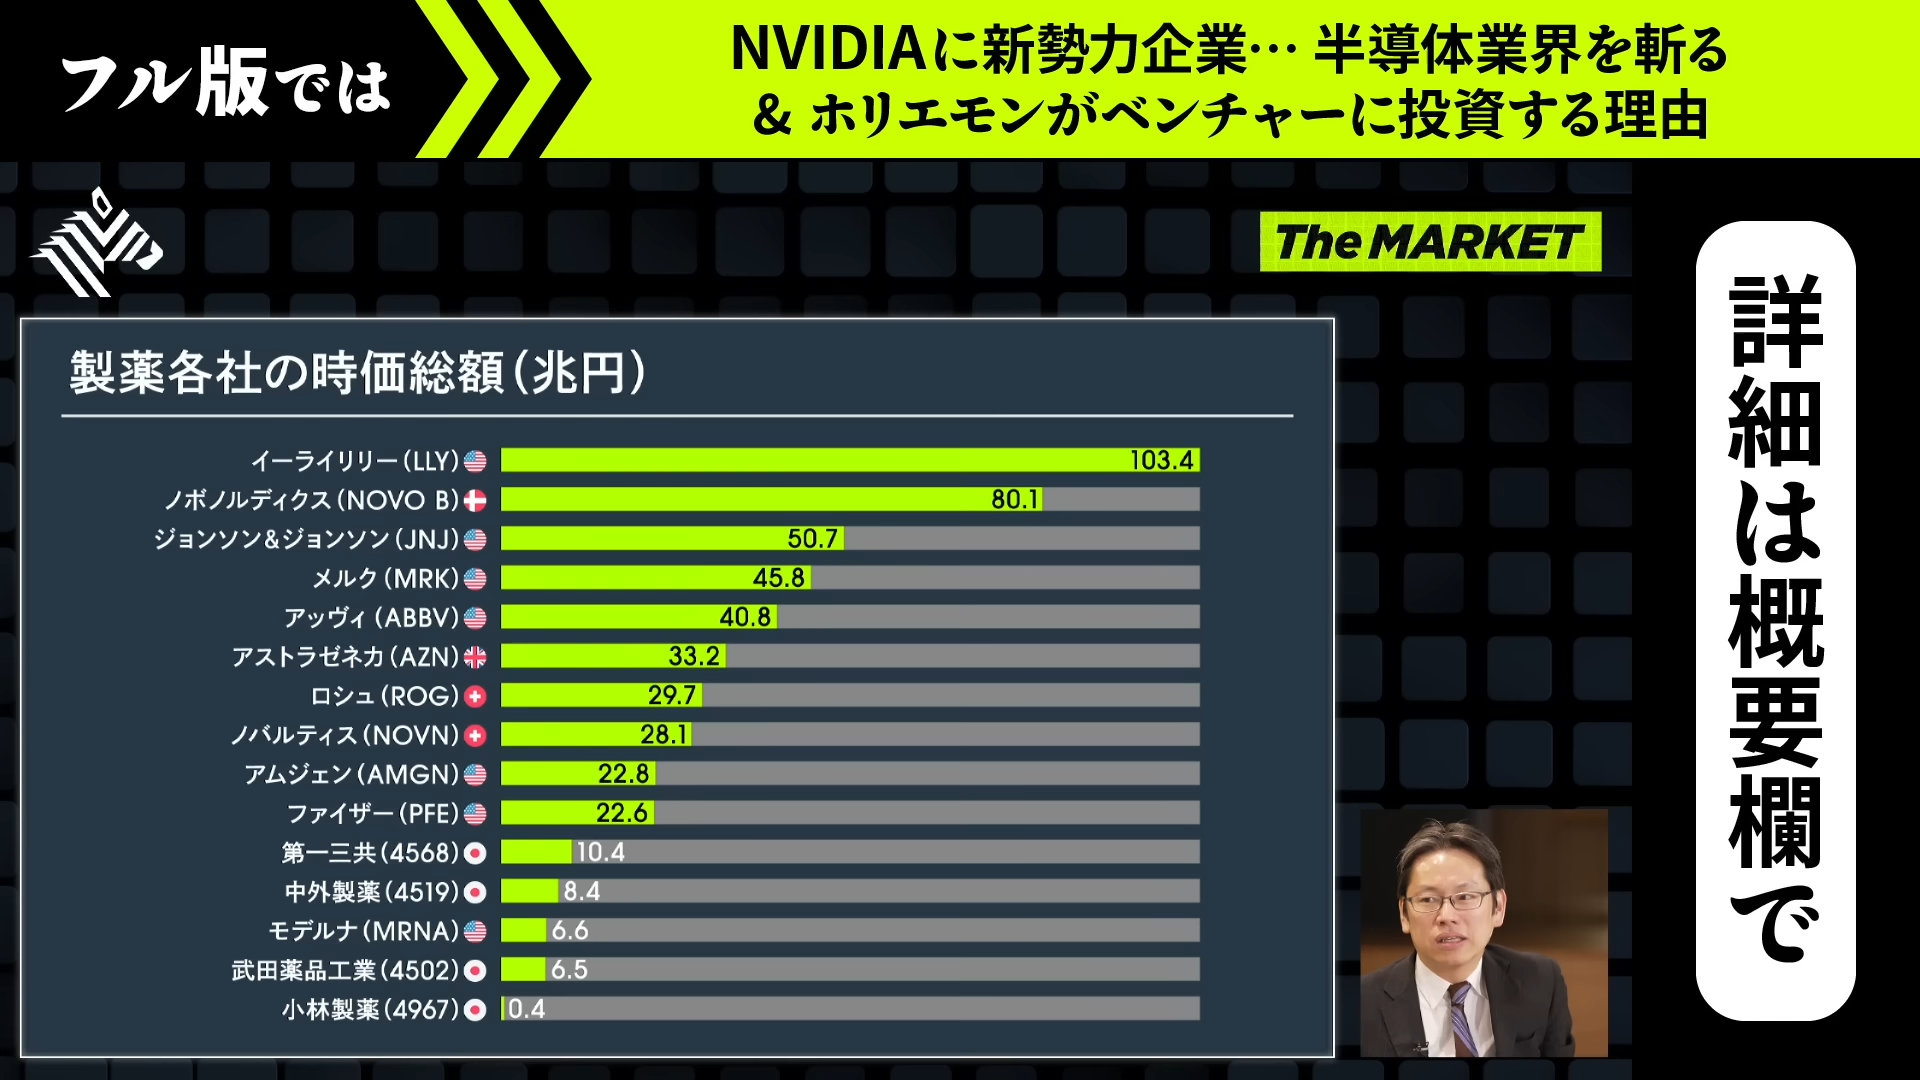 フル版では
NVIDIAに新勢力企業… 半導体業界を斬る
& ホリエモンがベンチャーに投資する理由
The MARKET
製薬各社の時価総額(兆円)
イーライリリー(LLY) 103.4
ノボノルディクス(NOVO B) 80.1
ジョンソン&ジョンソン(JNJ) 50.7
メルク(MRK) 45.8
アッヴィ(ABBV) 40.8
アストラゼネカ(AZN) 33.2
ロシュ(ROG) 29.7
ノバルティス(NOVN) 28.1
アムジェン(AMGN) 22.8
ファイザー(PFE) 22.6
第一三共(4568) 10.4
中外製薬(4519) 8.4
モデルナ(MRNA) 6.6
武田薬品工業(4502) 6.5
小林製薬(4967) 0.4
詳細は概要欄で